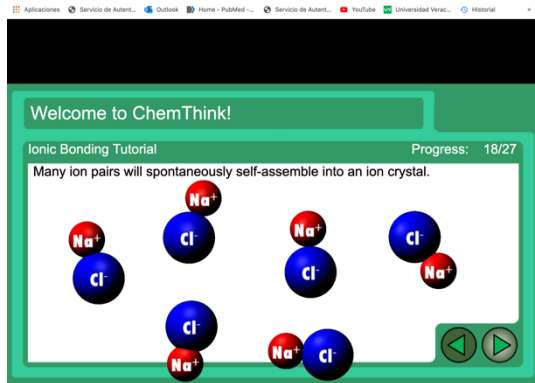 Aplicaciones Servicio de Autent... Outlook Home - PubMed -... Servicio de Autent... YouTube Universidad Verac... Historial »
Welcome to ChemThink!
Ionic Bonding Tutorial Progress: 18/27
Many ion pairs will spontaneously self-assemble into an ion crystal.
Na+
Cl-
Na+
Cl-
Na+
Cl-
Cl-
Na+
Cl-
Na+
Na+ Cl-